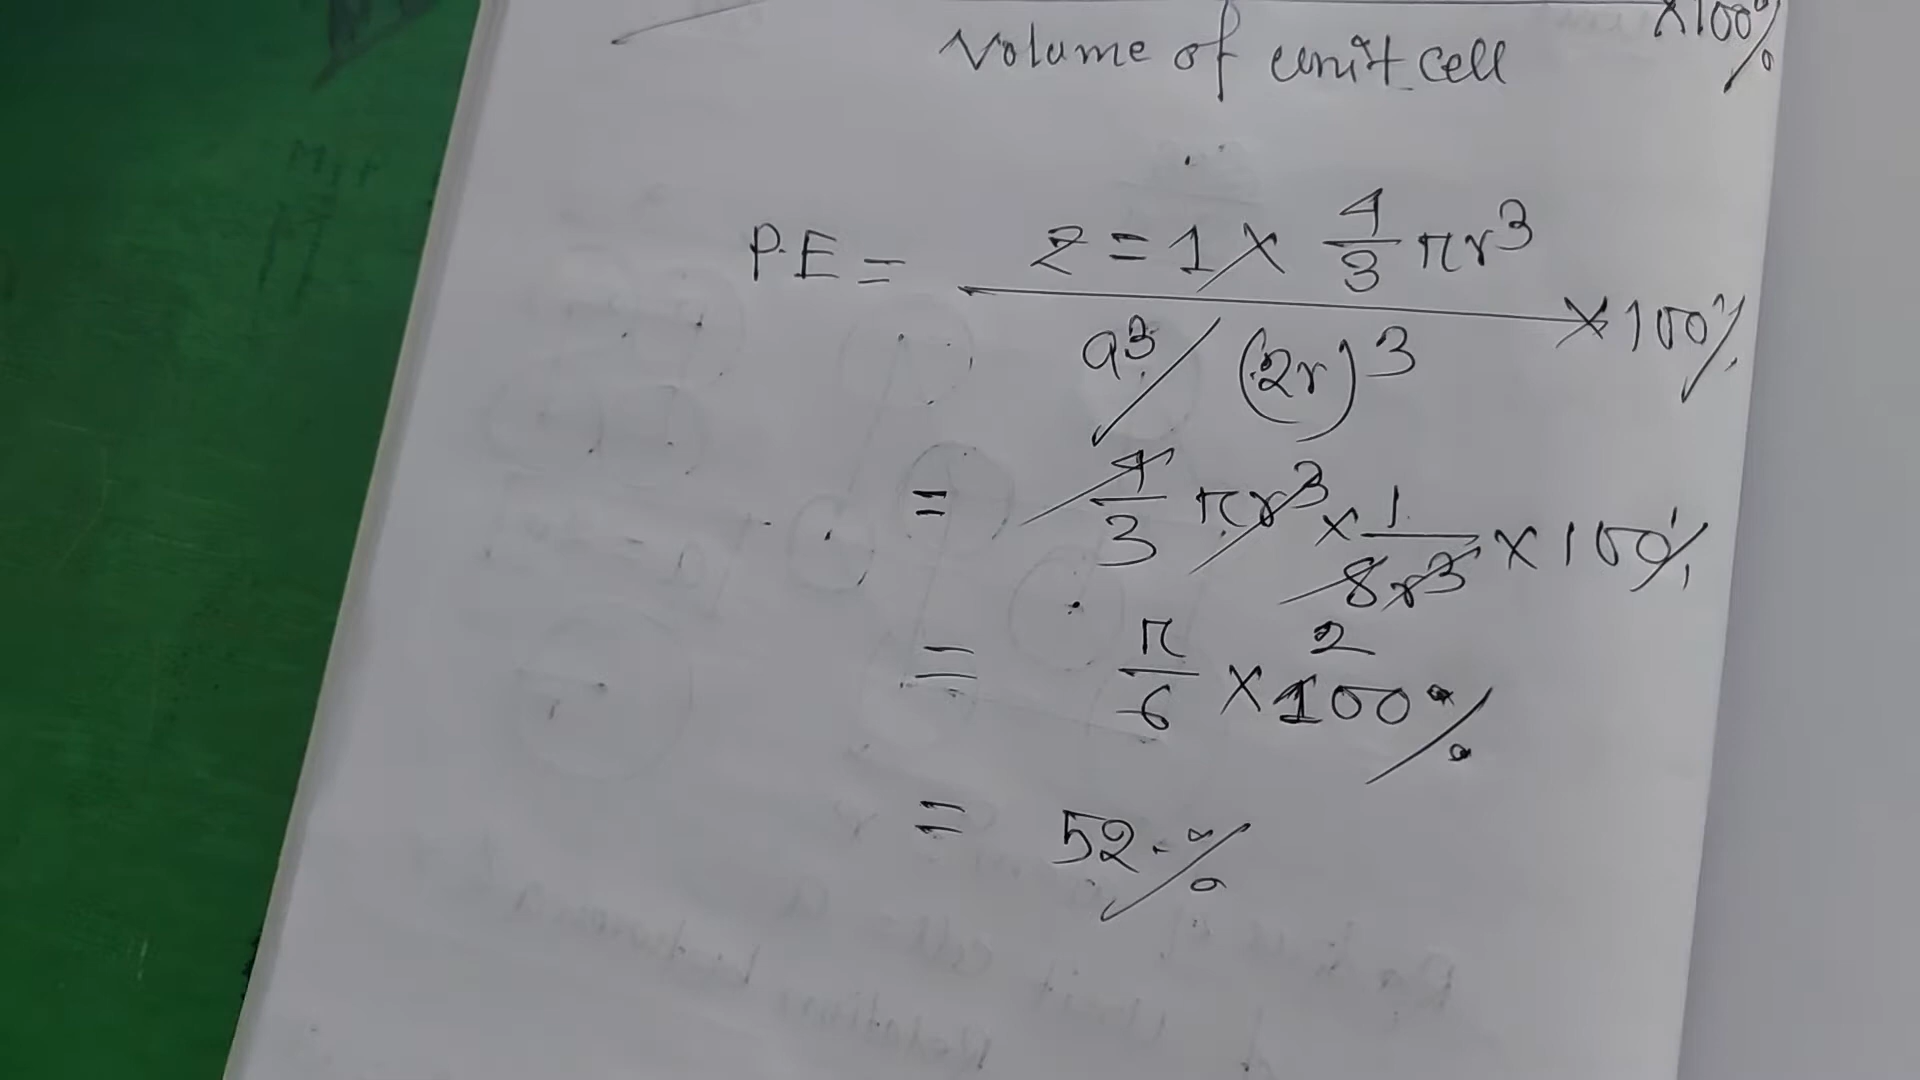 ×100%
Volume of unit cell
P.E = z = 1 × 4/3 πr³ / a³/(2r)³ ×100%
= 4/3 πr³ × 1/8r³ × 100%
2
= π/6 × 100%
= 52.%